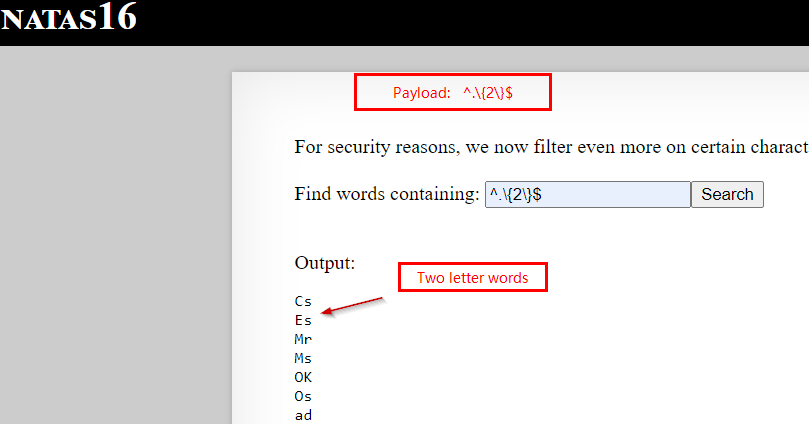 NATAS16
Payload: ^.\{2\}$
For security reasons, we now filter even more on certain charact
Find words containing: ^.\{2\}$ Search
Output:
Two letter words
Cs
Es
Mr
Ms
OK
Os
ad